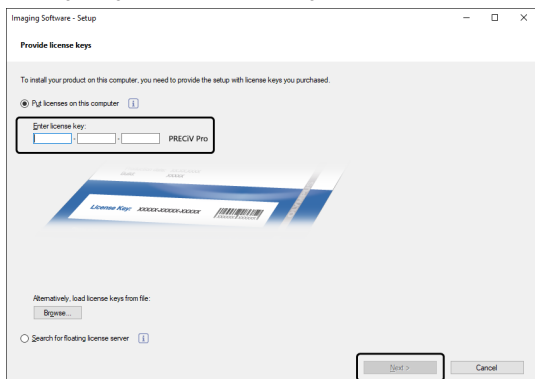 Imaging Software - Setup
Provide license keys
To install your product on this computer, you need to provide the setup with license keys you purchased.
Put licenses on this computer
Enter license key:
- - PRECiV Pro
License Key: XXXXX-XXXXX-XXXXX
Alternatively, load license keys from file:
Browse...
Search for floating license server
Next >
Cancel